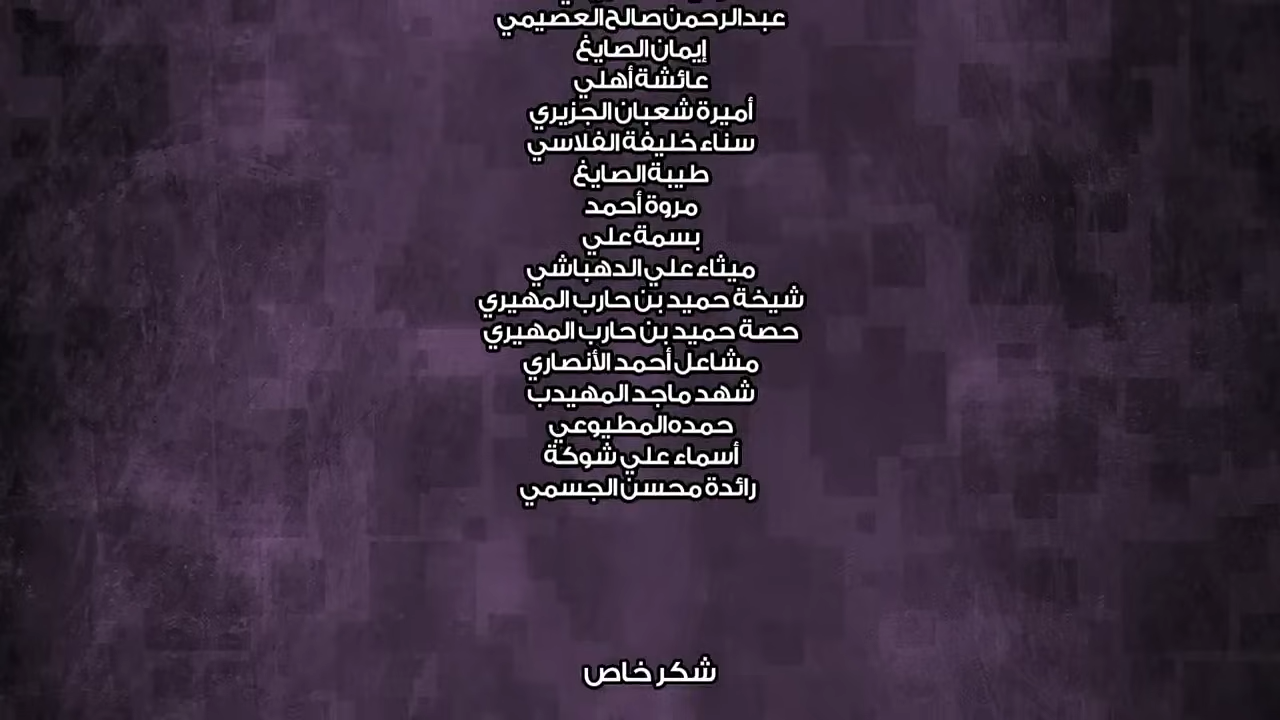 عبدالرحمن صالح العصيمي
إيمان الصايغ
عائشة أهلي
أميرة شعبان الجزيري
سناء خليفة الفلاسي
طيبة الصايغ
مروة أحمد
بسمة علي
ميثاء علي الدهباشي
شيخة حميد بن حارب المهيري
حصة حميد بن حارب المهيري
مشاعل أحمد الأنصاري
شهد ماجد المهيدب
حمده المطيوعي
أسماء علي شوكة
رائدة محسن الجسمي
شكر خاص